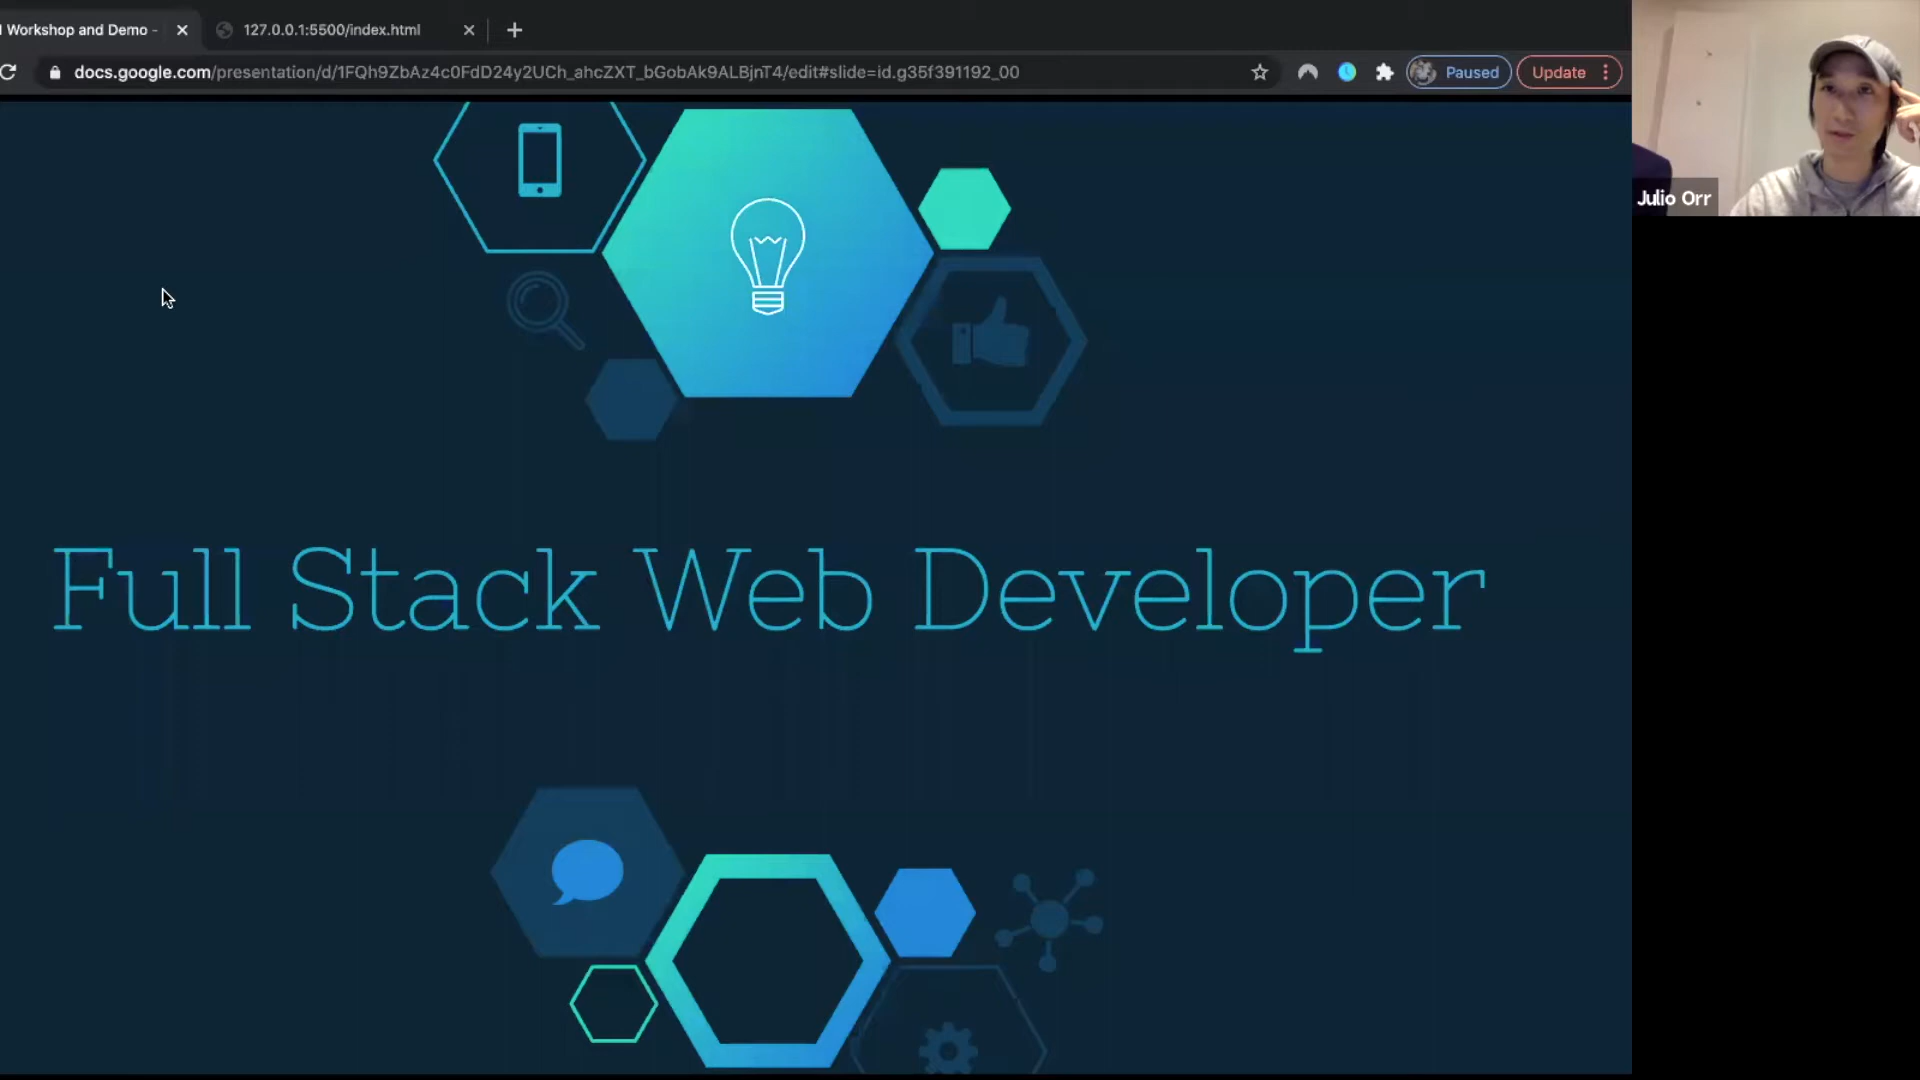 Workshop and Demo -
127.0.0.1:5500/index.html
docs.google.com/presentation/d/1FQh9ZbAz4c0FdD24y2UCh_ahcZXT_bGobAk9ALBjnT4/edit#slide=id.g35f391192_00
Paused
Update
Julio Orr
Full Stack Web Developer